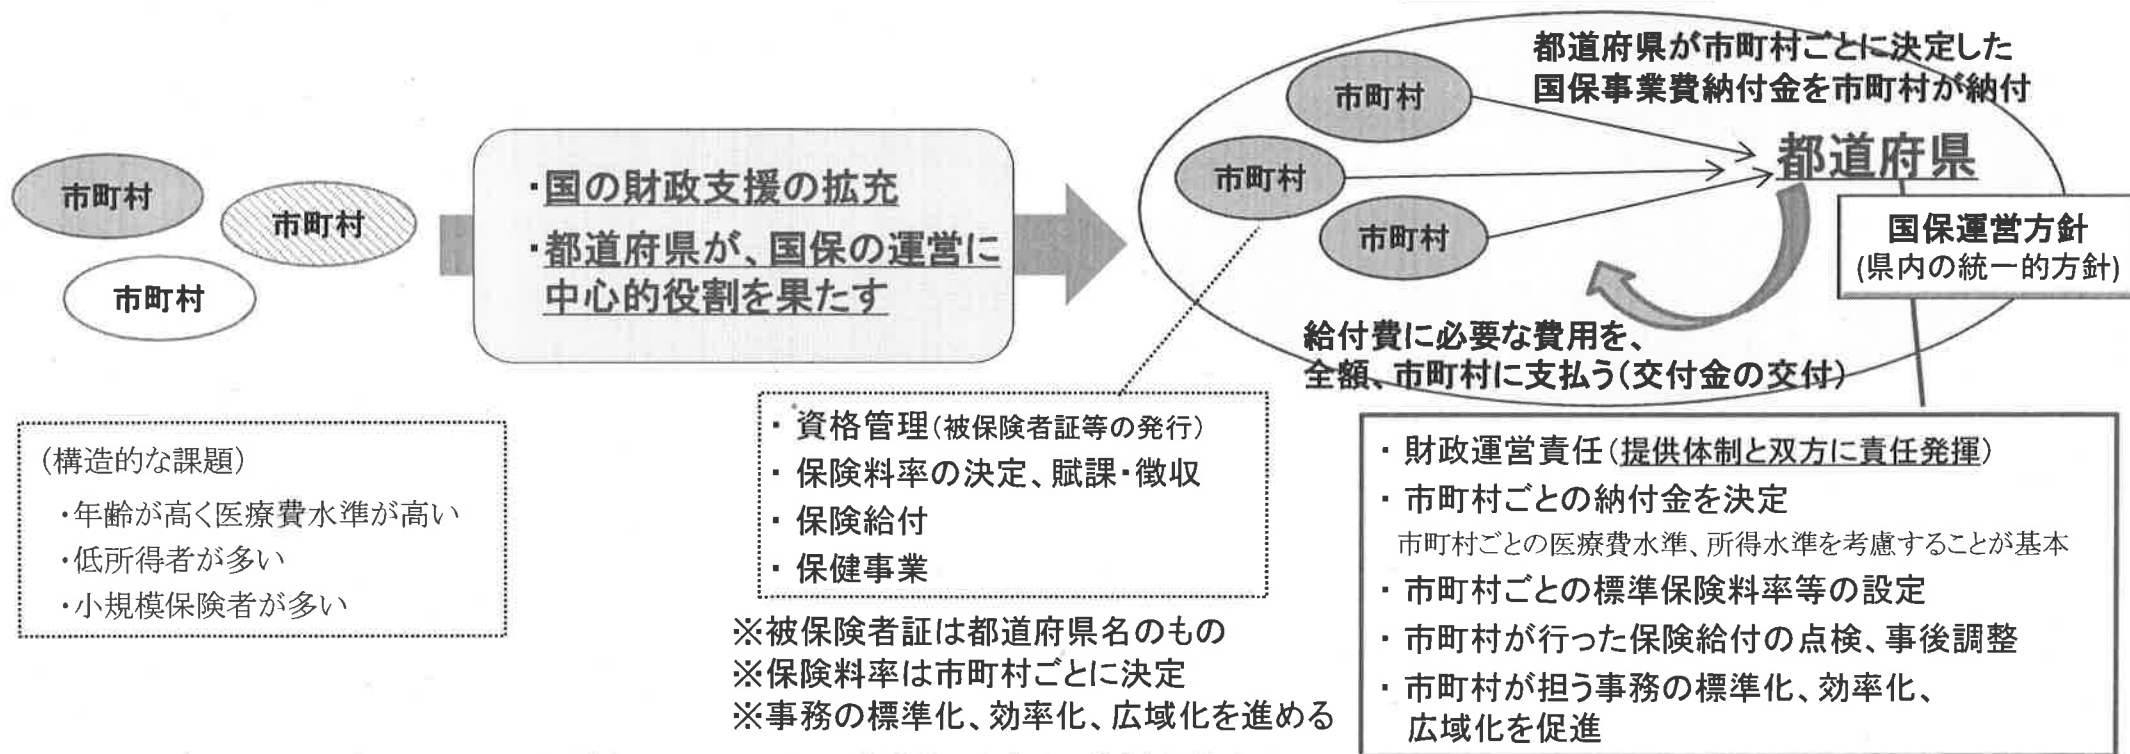 市町村
市町村
市町村
(構造的な課題)
・年齢が高く医療費水準が高い
・低所得者が多い
・小規模保険者が多い
・国の財政支援の拡充
・都道府県が、国保の運営に
中心的役割を果たす
都道府県が市町村ごとに決定した
国保事業費納付金を市町村が納付
市町村
市町村
市町村
都道府県
国保運営方針
(県内の統一的方針)
給付費に必要な費用を、
全額、市町村に支払う(交付金の交付)
・資格管理(被保険者証等の発行)
・保険料率の決定、賦課・徴収
・保険給付
・保健事業
※被保険者証は都道府県名のもの
※保険料率は市町村ごとに決定
※事務の標準化、効率化、広域化を進める
・財政運営責任(提供体制と双方に責任発揮)
・市町村ごとの納付金を決定
市町村ごとの医療費水準、所得水準を考慮することが基本
・市町村ごとの標準保険料率等の設定
・市町村が行った保険給付の点検、事後調整
・市町村が担う事務の標準化、効率化、
広域化を促進